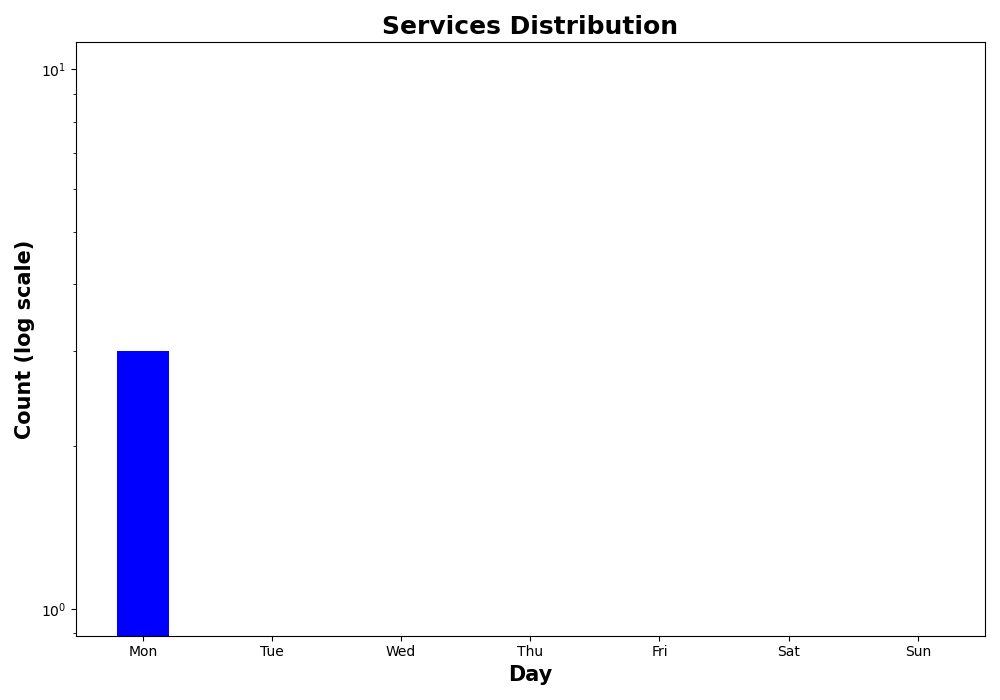 Services Distribution
10¹
Count (log scale)
10⁰
Mon Tue Wed Thu Fri Sat Sun
Day